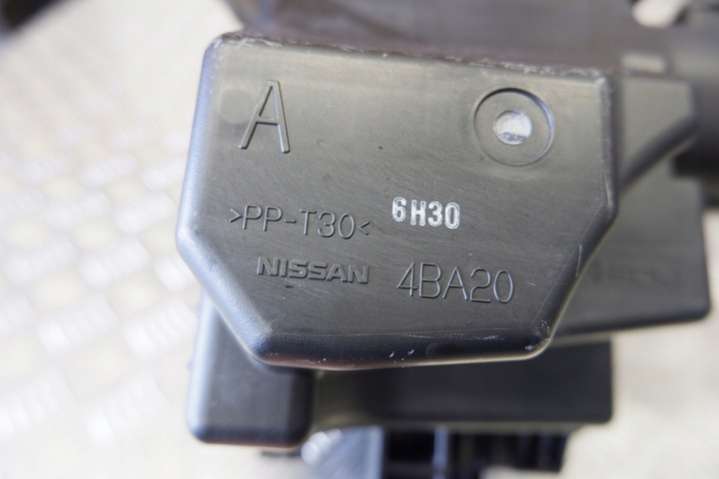 A
>PP-T30<
6H30
NISSAN 4BA20